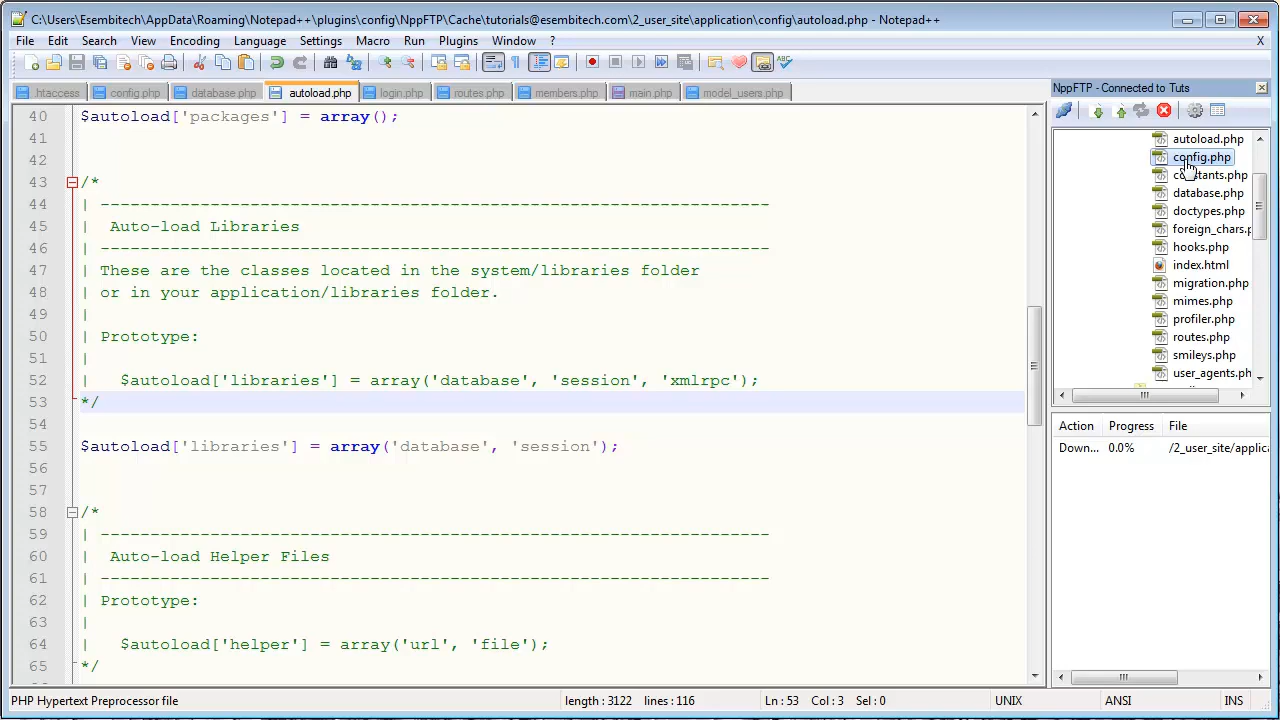 C:\Users\Esembitech\AppData\Roaming\Notepad++\plugins\config\NppFTP\Cache\tutorials@esembitech.com\2_user_site\application\config\autoload.php - Notepad++
File Edit Search View Encoding Language Settings Macro Run Plugins Window ? X
.htaccess config.php database.php autoload.php login.php routes.php members.php main.php model_users.php
40 $autoload['packages'] = array();
41
42
43 /*
44 | -------------------------------------------------------------------
45 |  Auto-load Libraries
46 | -------------------------------------------------------------------
47 | These are the classes located in the system/libraries folder
48 | or in your application/libraries folder.
49 |
50 | Prototype:
51 |
52 |	$autoload['libraries'] = array('database', 'session', 'xmlrpc');
53 */
54
55 $autoload['libraries'] = array('database', 'session');
56
57
58 /*
59 | -------------------------------------------------------------------
60 |  Auto-load Helper Files
61 | -------------------------------------------------------------------
62 | Prototype:
63 |
64 |	$autoload['helper'] = array('url', 'file');
65 */
NppFTP - Connected to Tuts
autoload.php
config.php
constants.php
database.php
doctypes.php
foreign_chars.p
hooks.php
index.html
migration.php
mimes.php
profiler.php
routes.php
smileys.php
user_agents.ph
Action Progress File
Down... 0.0% /2_user_site/applica
PHP Hypertext Preprocessor file length : 3122 lines : 116 Ln : 53 Col : 3 Sel : 0 UNIX ANSI INS